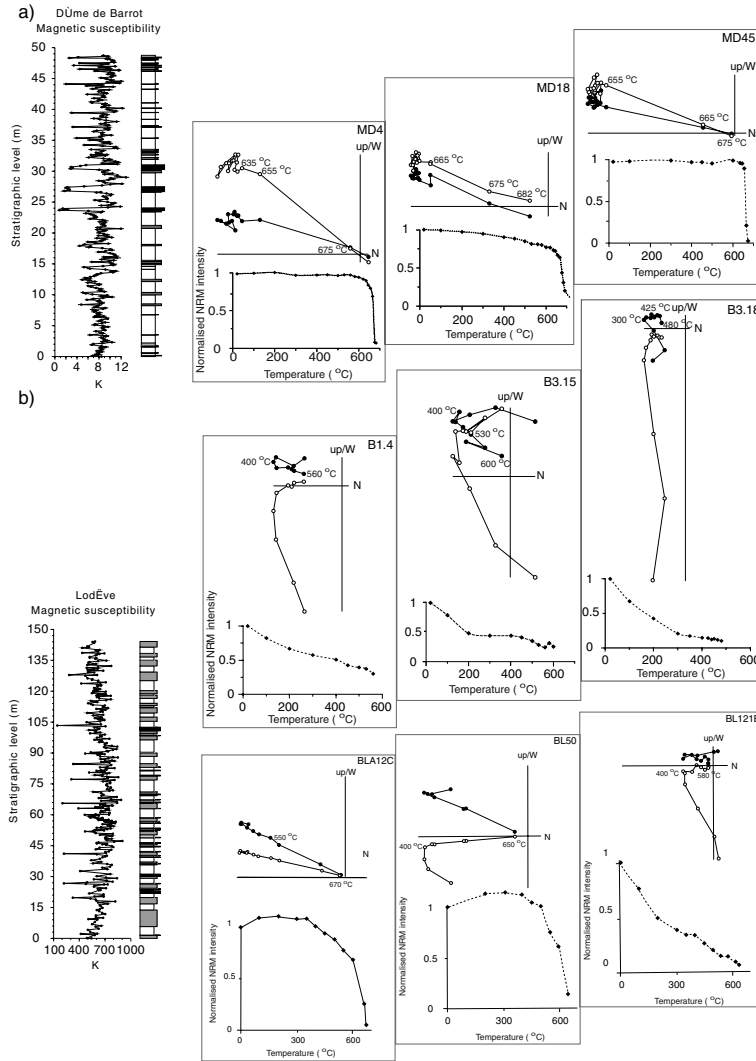 a)
DÙme de Barrot
Magnetic susceptibility
50
45
40
35
30
25
20
15
10
5
0
Stratigraphic level (m)
0 4 8 12
K
MD4
up/W
635 °C
655 °C
675 °C
N
Normalised NRM intensity
1
0.5
0
0 200 400 600
Temperature ( °C)
MD18
up/W
665 °C
675 °C
682 °C
N
1
0.5
0
0 200 400 600
Temperature ( °C)
MD45
up/W
655 °C
665 °C
675 °C
N
1
0.5
0
0 200 400 600
Temperature ( °C)
b)
B1.4
up/W
400 °C
560 °C
N
Normalised NRM intensity
1
0.5
0
0 200 400 600
Temperature ( °C)
B3.15
up/W
400 °C
530 °C
600 °C
N
1
0.5
0
0 200 400 600
Temperature ( °C)
B3.18
425 °C
up/W
300 °C
480 °C
N
1
0.5
0
0 200 400 600
Temperature ( °C)
LodËve
Magnetic susceptibility
150
135
120
105
90
75
60
45
30
15
0
Stratigraphic level (m)
100 400 700 1000
K
BLA12C
up/W
550 °C
N
670 °C
Normalised NRM intensity
1
0.5
0
0 200 400 600
Temperature ( °C)
BL50
up/W
N
400 °C
650 °C
Normalised NRM intensity
1
0.5
0
0 300 600
Temperature ( °C)
BL121B
up/W
N
400 °C
580 °C
Normalised NRM intensity
1
0.5
0
0 300 600
Temperature ( °C)